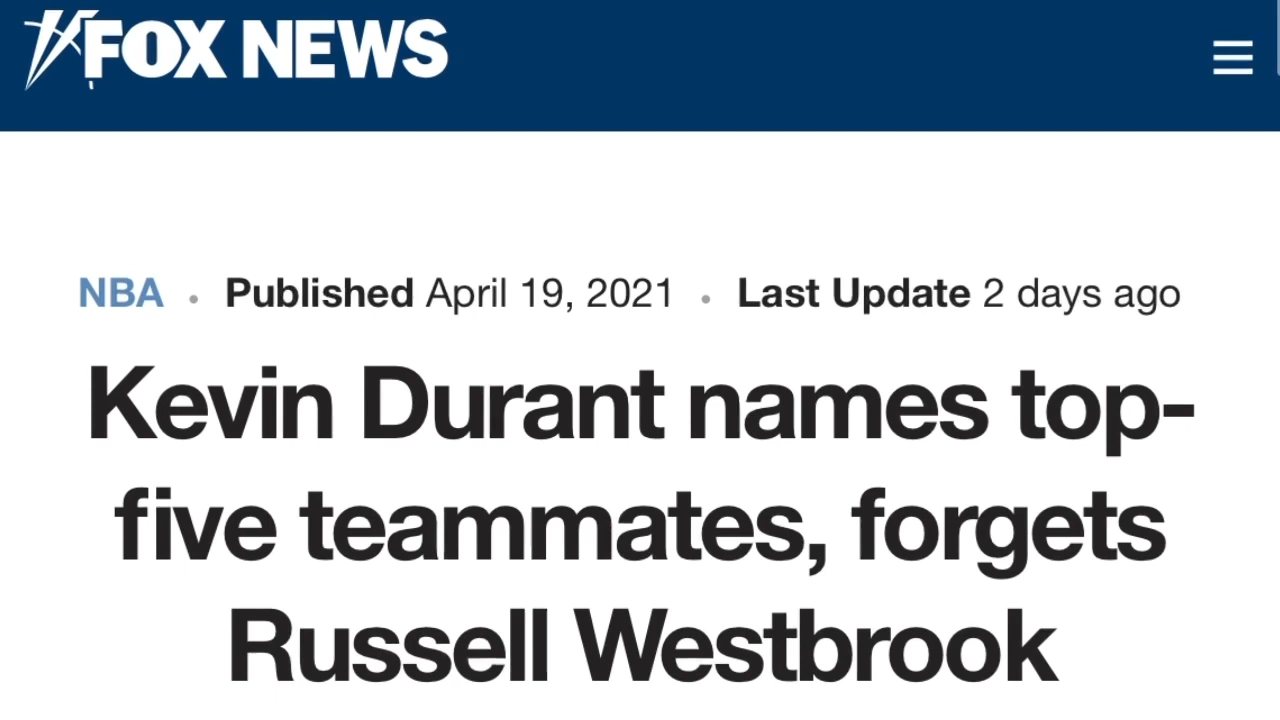 FOX NEWS
NBA • Published April 19, 2021 • Last Update 2 days ago
Kevin Durant names top-
five teammates, forgets
Russell Westbrook